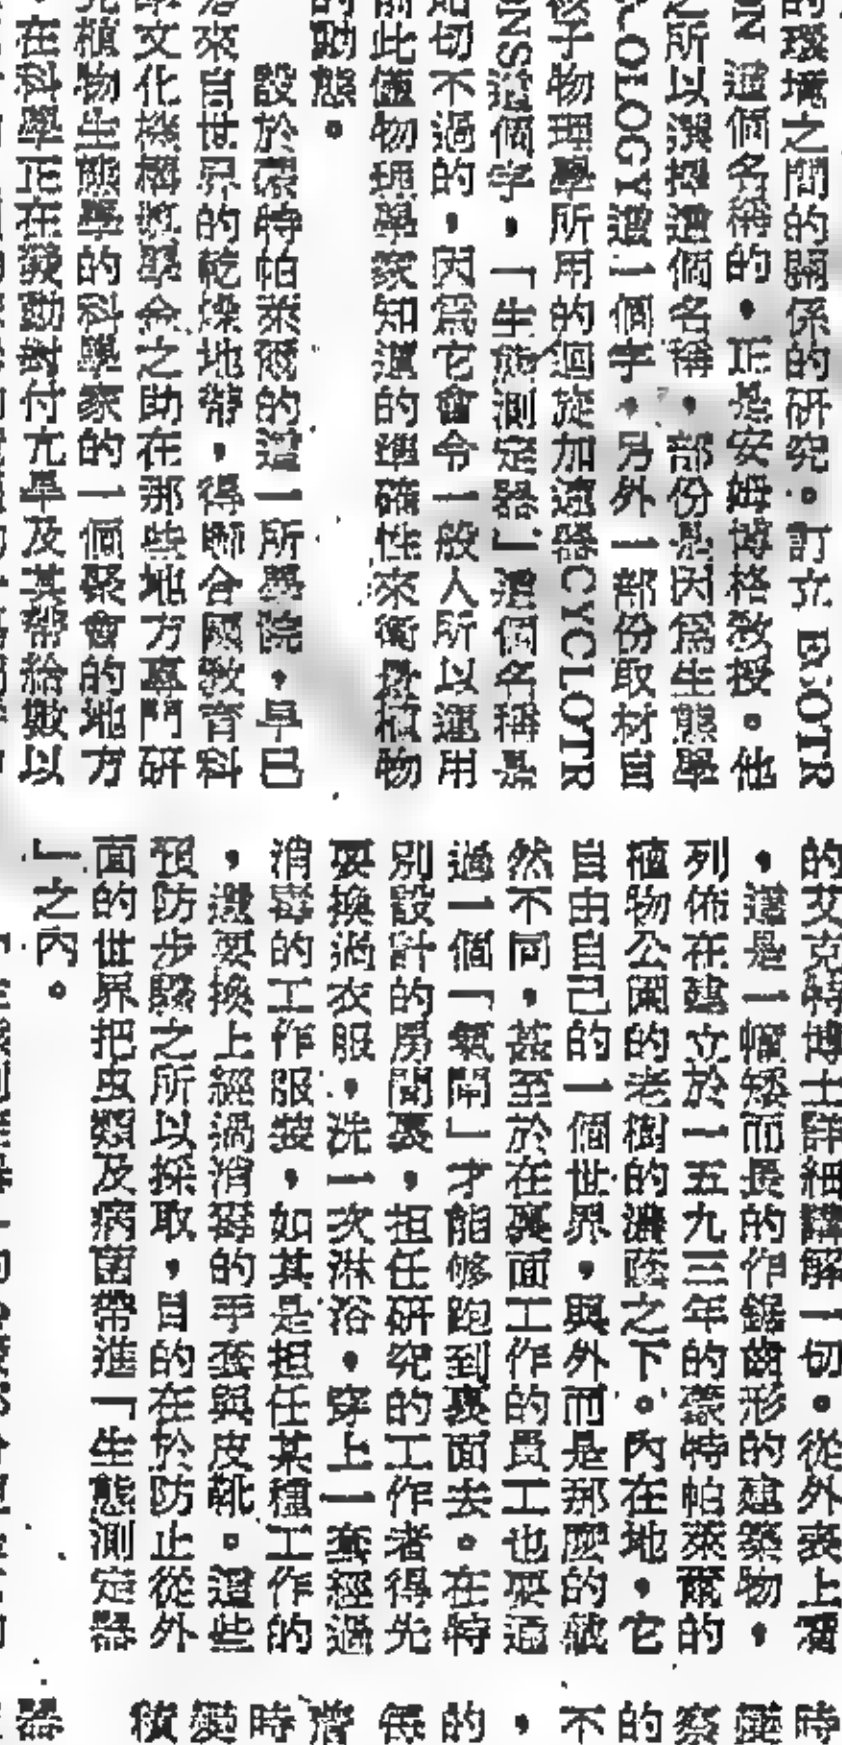 的環境之間的關係的研究。訂立 BIOTR
ON 這個名稱的,正是安姆博格教授。他
之所以選擇這個名稱,部份是因爲生態學
OLOGY這一個字,另外一部份取材自
核子物理學所用的迴旋加速器CYCLOTR
ONS這個字,「生態測定器」這個名稱是
切不過的,因爲它會令一般人所以運用
前此僅物理學家知道的準確性來衡量植物
的動態。
設於蒙特帕萊爾的這一所學院,早已
來自世界的乾燥地帶,得聯合國教育科
文化機構獎學金之助在那些地方專門研
究植物生態學的科學家的一個聚會的地方
,在科學正在發動對付亢旱及其帶給數以
的艾克特博士詳細講解一切。從外表上看
,這是一幢矮而長的作鋸齒形的建築物,
列佈在建立於一五九三年的蒙特帕萊爾的
植物公園的老樹的濃蔭之下。內在地,它
自由自己的一個世界,與外面是那麼的截
然不同,甚至於在裏面工作的員工也要通
過一個「氣閘」才能够跑到裏面去。在特
別設計的房間裏,担任研究的工作者得先
要換過衣服,洗一次淋浴,穿上一套經過
消毒的工作服裝,如其是担任某種工作的
,還要換上經過消毒的手套與皮靴。這些
預防步驟之所以採取,目的在於防止從外
面的世界把虫類及病菌帶進「生態測定器
」之內。
時
變
察
的
不
,
的
每
時
變
器